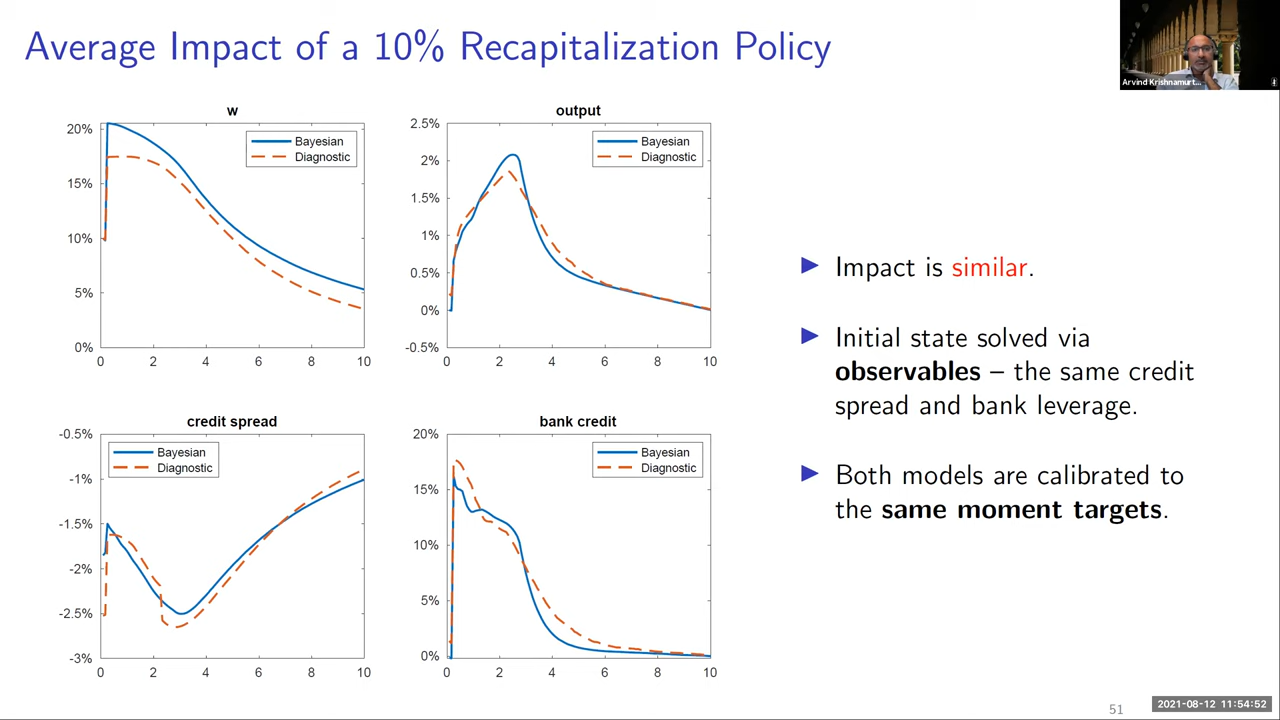 Average Impact of a 10% Recapitalization Policy
Arvind Krishnamurt...
w
20%
15%
10%
5%
0%
0 2 4 6 8 10
Bayesian
Diagnostic
output
2.5%
2%
1.5%
1%
0.5%
0%
-0.5%
0 2 4 6 8 10
Bayesian
Diagnostic
credit spread
-0.5%
-1%
-1.5%
-2%
-2.5%
-3%
0 2 4 6 8 10
Bayesian
Diagnostic
bank credit
20%
15%
10%
5%
0%
0 2 4 6 8 10
Bayesian
Diagnostic
Impact is similar.
Initial state solved via
observables – the same credit
spread and bank leverage.
Both models are calibrated to
the same moment targets.
51
2021-08-12 11:54:52